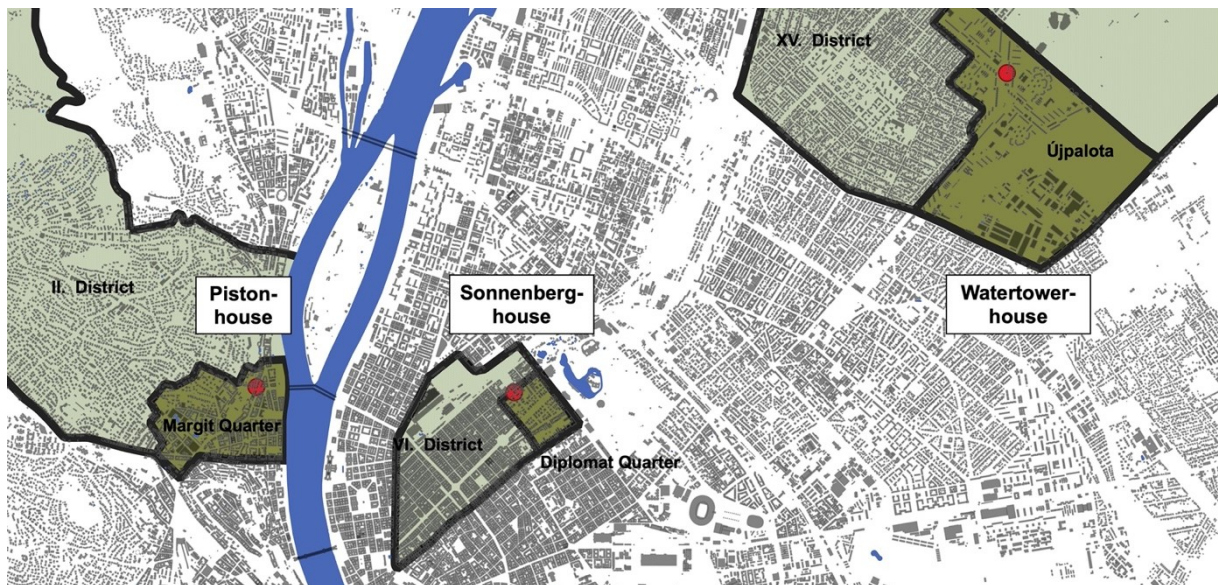 XV. District
Újpalota
II. District
Piston-
house
Sonnenberg-
house
Watertower-
house
Margit Quarter
VI. District
Diplomat Quarter